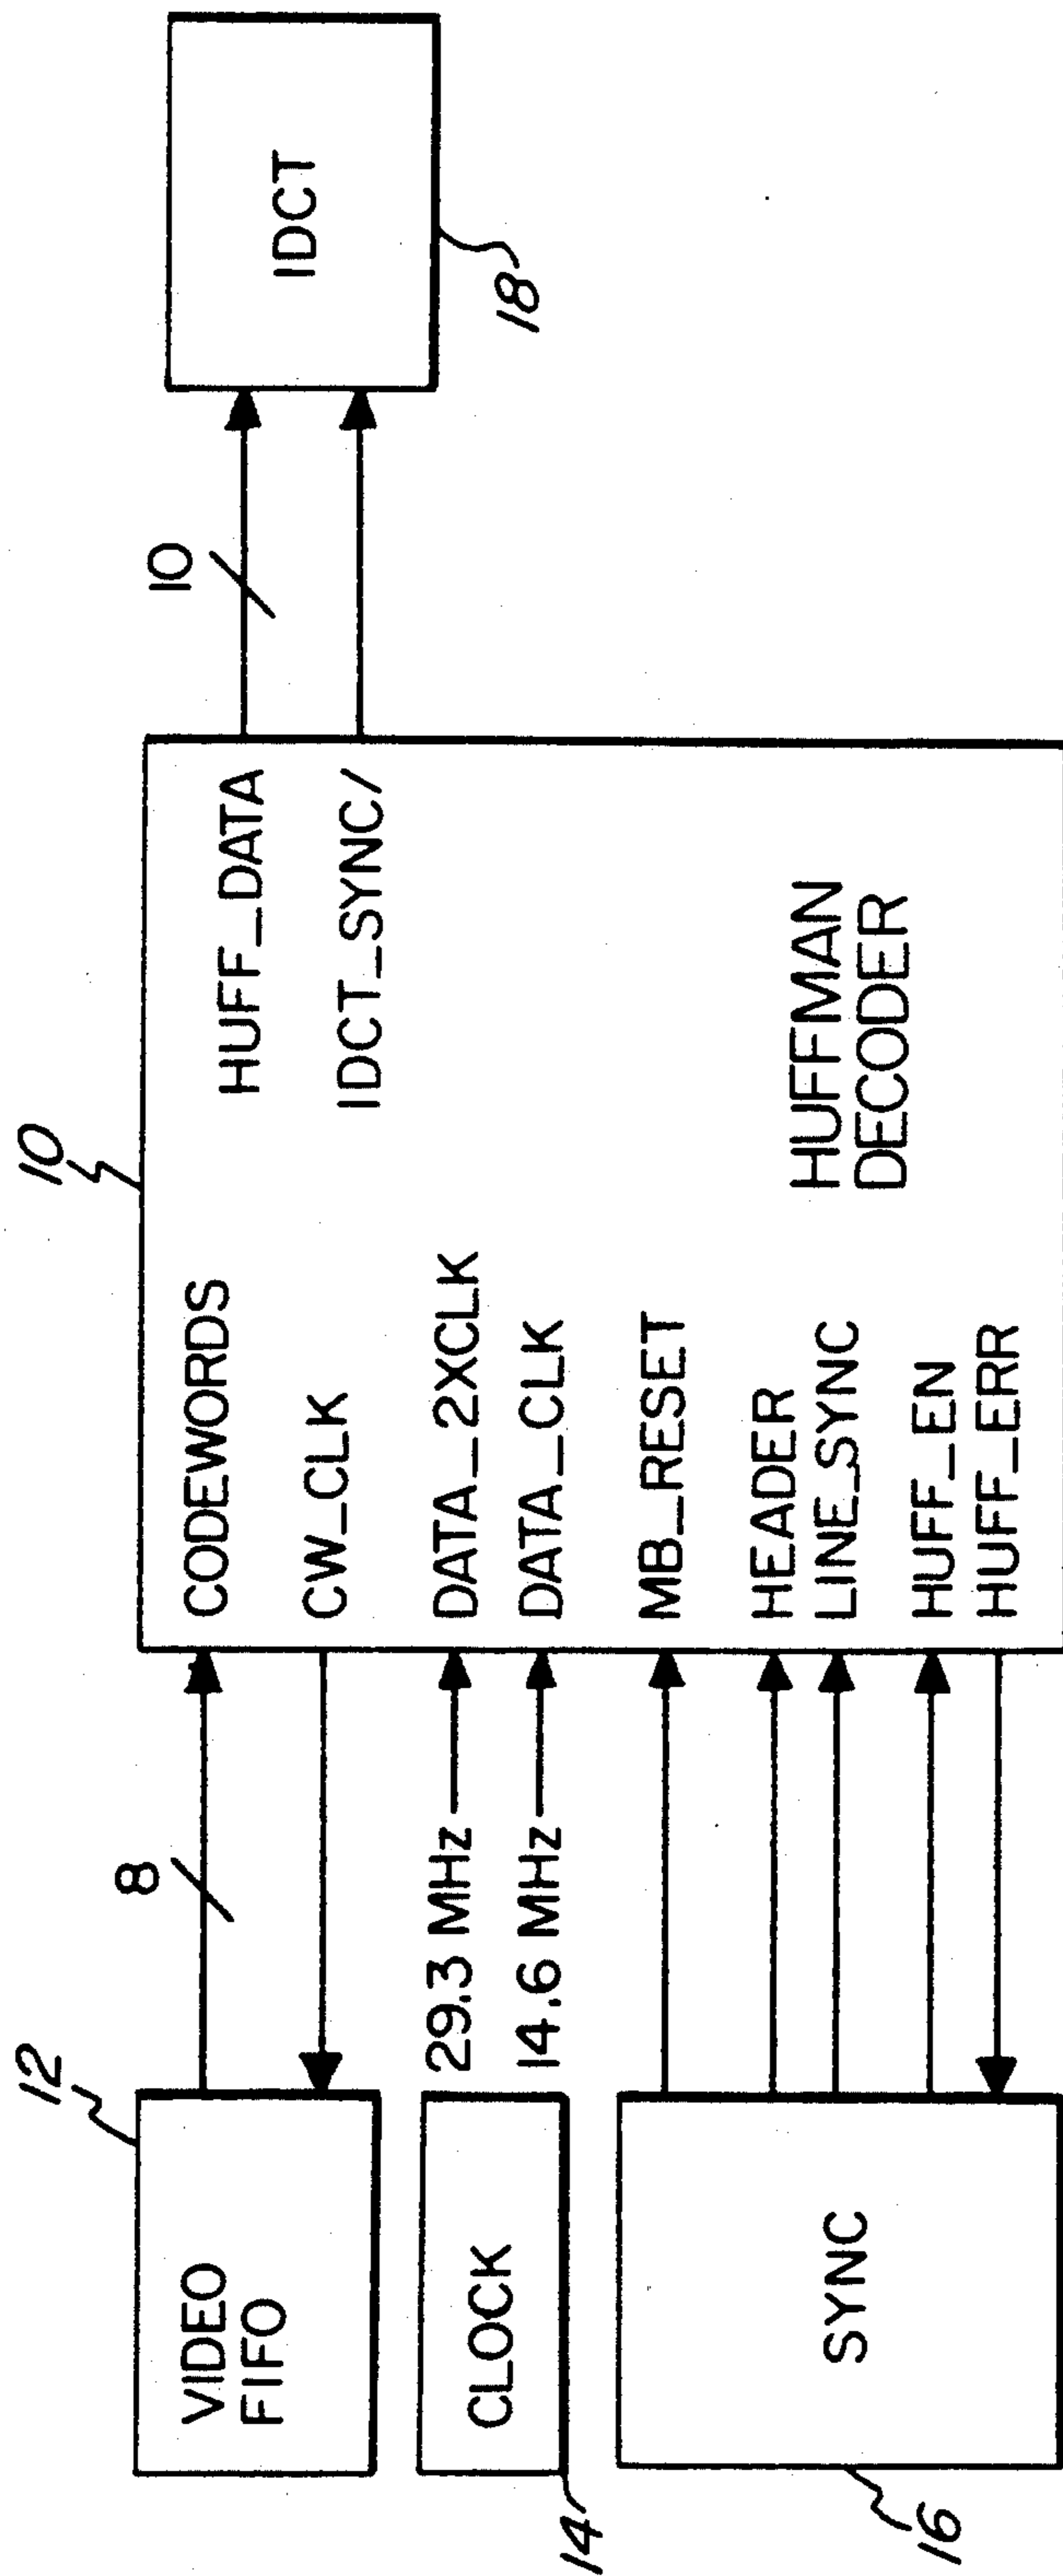 12
VIDEO
FIFO
8
CODEWORDS
CW_CLK
10
HUFF_DATA
10
IDCT_SYNC/
IDCT
18
CLOCK
14
29.3 MHz
14.6 MHz
DATA_2XCLK
DATA_CLK
SYNC
16
MB_RESET
HEADER
LINE_SYNC
HUFF_EN
HUFF_ERR
HUFFMAN
DECODER